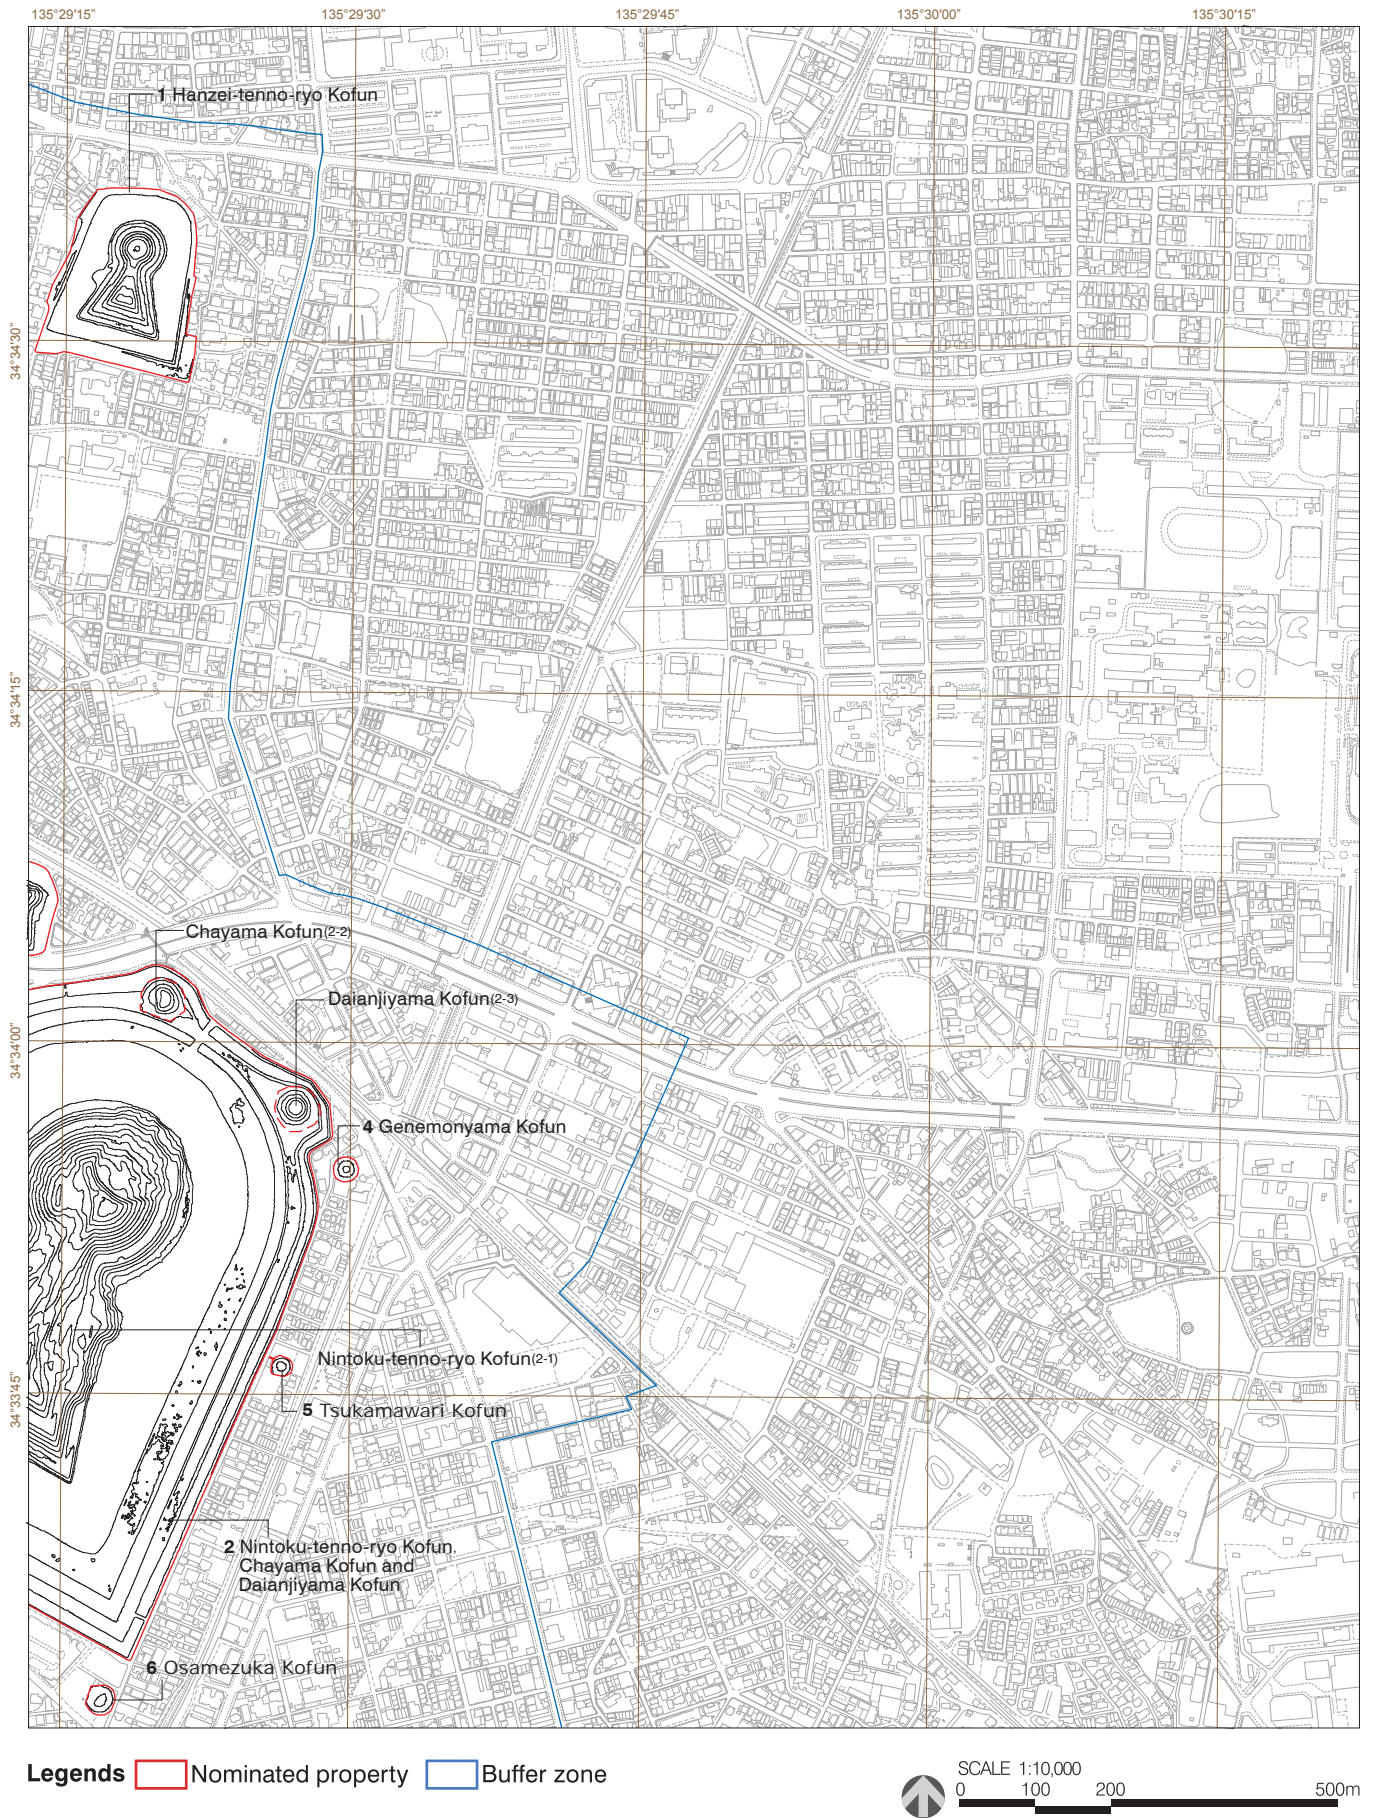 135°29'15" 135°29'30" 135°29'45" 135°30'00" 135°30'15"
1 Hanzei-tenno-ryo Kofun
34°34'30"
34°34'15"
Chayama Kofun(2-2)
Daianjiyama Kofun(2-3)
34°34'00"
4 Genemonyama Kofun
Nintoku-tenno-ryo Kofun(2-1)
34°33'45"
5 Tsukamawari Kofun
2 Nintoku-tenno-ryo Kofun,
Chayama Kofun and
Daianjiyama Kofun
6 Osamezuka Kofun
Legends Nominated property Buffer zone
SCALE 1:10,000
0 100 200 500m